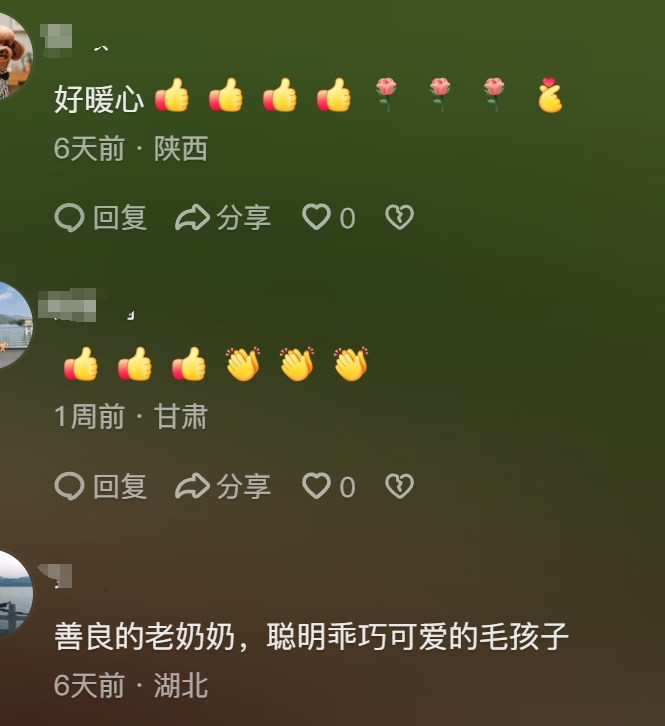 好暖心👍👍👍👍🌹🌹🌹🫰
6天前 · 陕西
回复 分享 0
👍👍👍👏👏👏
1周前 · 甘肃
回复 分享 0
善良的老奶奶，聪明乖巧可爱的毛孩子
6天前 · 湖北